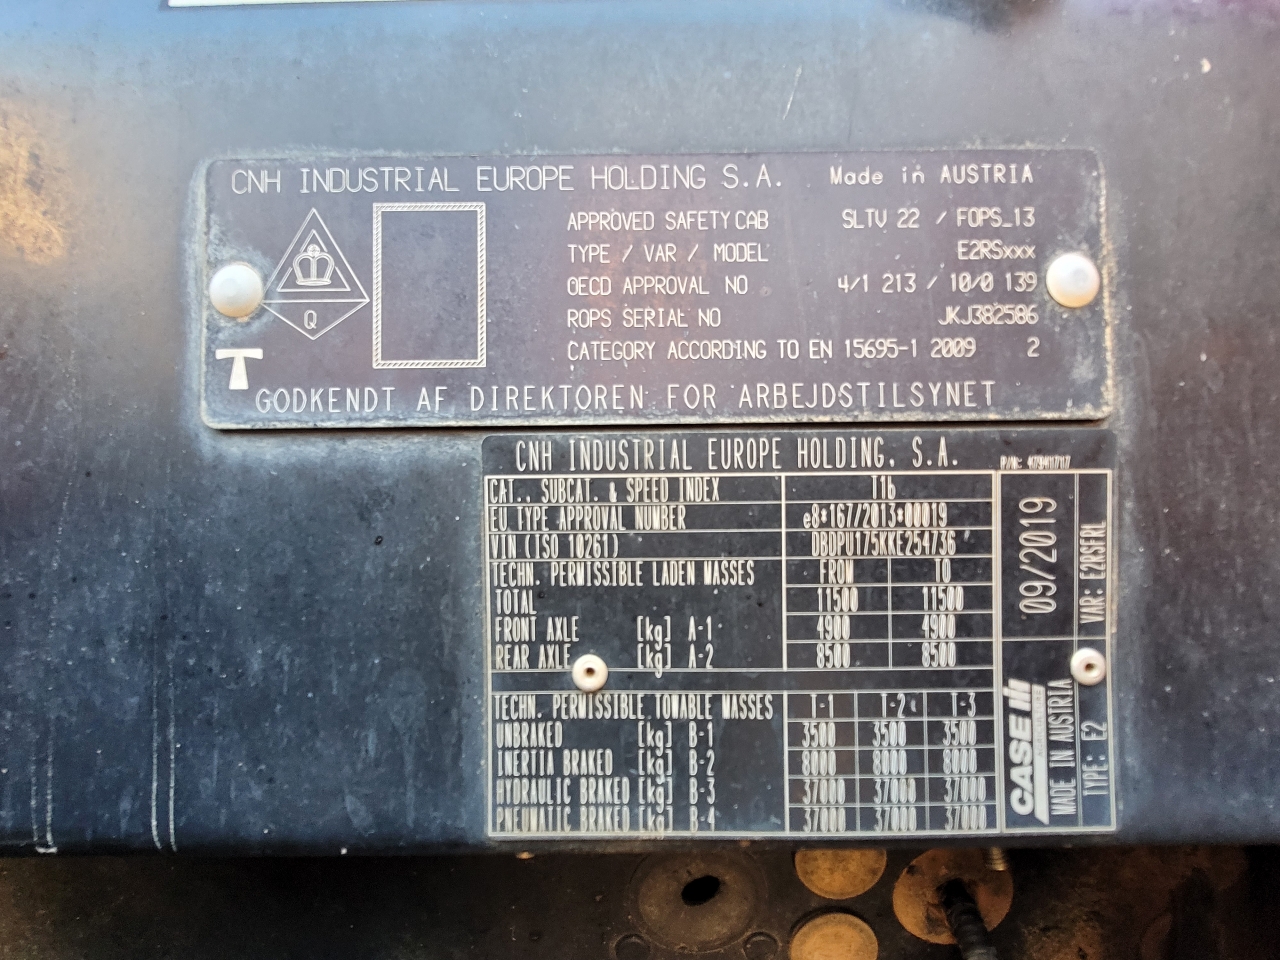 CNH INDUSTRIAL EUROPE HOLDING S.A. Made in AUSTRIA
APPROVED SAFETY CAB SLTV 22 / FOPS_13
TYPE / VAR / MODEL E2RSxxx
OECD APPROVAL NO 4/1 213 / 10/0 139
ROPS SERIAL NO JKJ382586
CATEGORY ACCORDING TO EN 15695-1 2009 2
Q
T
GODKENDT AF DIREKTOREN FOR ARBEJDSTILSYNET
CNH INDUSTRIAL EUROPE HOLDING, S.A. P/N:
CAT., SUBCAT. & SPEED INDEX T1b
EU TYPE APPROVAL NUMBER e8*167/2013*00019
VIN (ISO 10261) DBDPU175KKE254736
TECHN. PERMISSIBLE LADEN MASSES FROM TO
TOTAL 11500 11500
FRONT AXLE [kg] A-1 4900 4900
REAR AXLE [kg] A-2 8500 8500
TECHN. PERMISSIBLE TOWABLE MASSES T-1 T-2 T-3
UNBRAKED [kg] B-1 3500 3500 3500
INERTIA BRAKED [kg] B-2 8000 8000 8000
HYDRAULIC BRAKED [kg] B-3 37000 37000 37000
PNEUMATIC BRAKED [kg] B-4 37000 37000 37000
09/2019
VAR: E2RSFRL
CASE IH
AGRICULTURE
MADE IN AUSTRIA
TYPE: E2